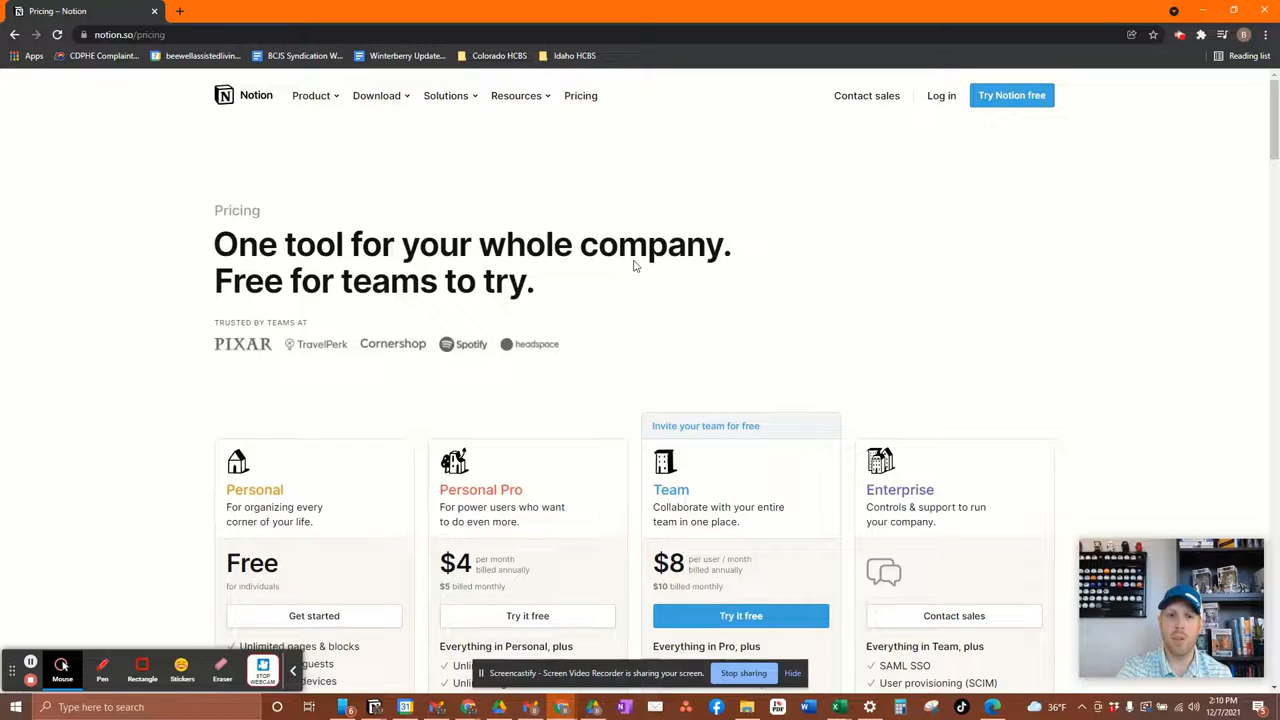 Pricing – Notion
notion.so/pricing
Apps
CDPHE Complaint...
beewellassistedlivin...
BCJS Syndication W...
Winterberry Update...
Colorado HCBS
Idaho HCBS
Reading list
B
Notion
Product
Download
Solutions
Resources
Pricing
Contact sales
Log in
Try Notion free
Pricing
One tool for your whole company.
Free for teams to try.
TRUSTED BY TEAMS AT
PIXAR
TravelPerk
Cornershop
Spotify
headspace
Invite your team for free
Personal
For organizing every
corner of your life.
Free
for individuals
Get started
Unlimited pages & blocks
guests
devices
Personal Pro
For power users who want
to do even more.
$4
per month
billed annually
$5 billed monthly
Try it free
Everything in Personal, plus
Team
Collaborate with your entire
team in one place.
$8
per user / month
billed annually
$10 billed monthly
Try it free
Everything in Pro, plus
Enterprise
Controls & support to run
your company.
Contact sales
Everything in Team, plus
SAML SSO
User provisioning (SCIM)
Mouse
Pen
Rectangle
Stickers
Eraser
STOP
WEBCAM
Screencastify - Screen Video Recorder is sharing your screen.
Stop sharing
Hide
Type here to search
36°F
2:10 PM
12/7/2021